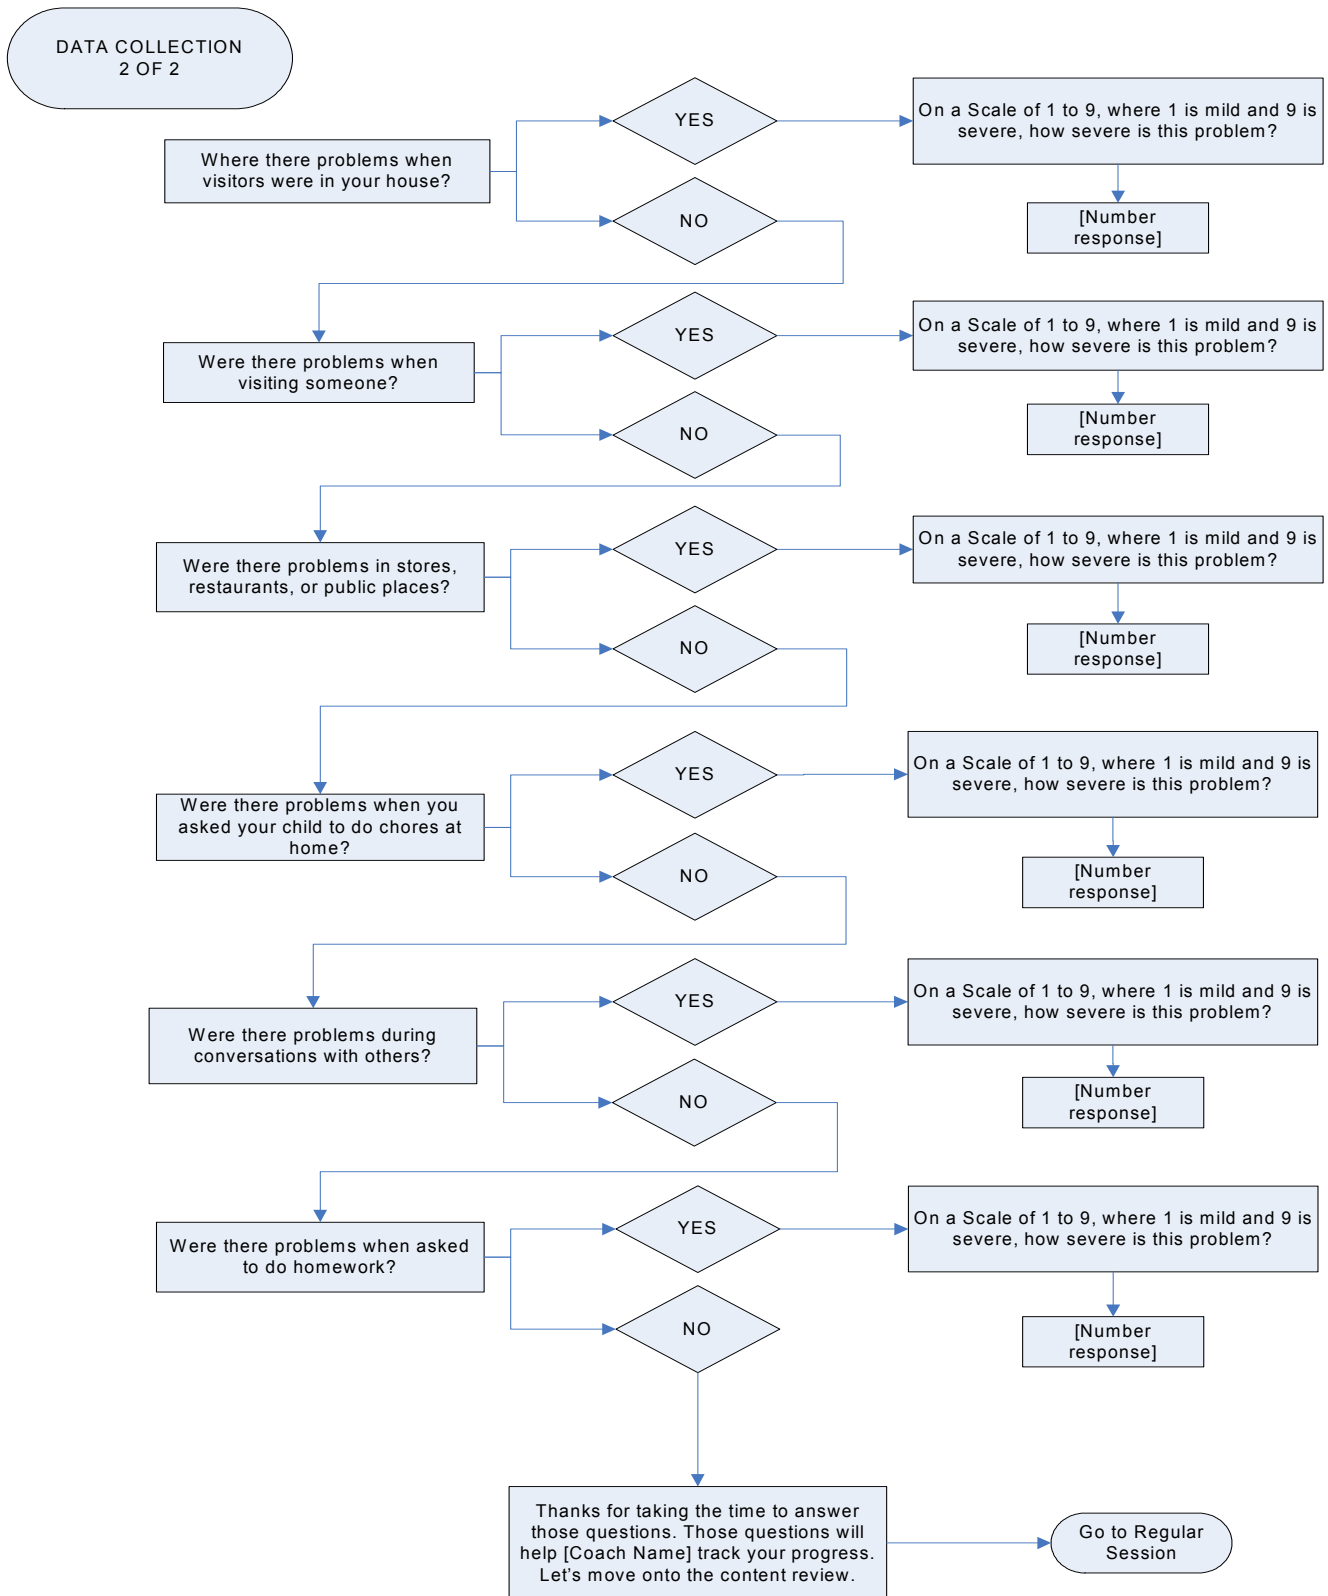 DATA COLLECTION
2 OF 2
Where there problems when
visitors were in your house?
YES
On a Scale of 1 to 9, where 1 is mild and 9 is
severe, how severe is this problem?
NO
[Number
response]
Were there problems when
visiting someone?
YES
On a Scale of 1 to 9, where 1 is mild and 9 is
severe, how severe is this problem?
NO
[Number
response]
Were there problems in stores,
restaurants, or public places?
YES
On a Scale of 1 to 9, where 1 is mild and 9 is
severe, how severe is this problem?
NO
[Number
response]
Were there problems when you
asked your child to do chores at
home?
YES
On a Scale of 1 to 9, where 1 is mild and 9 is
severe, how severe is this problem?
NO
[Number
response]
Were there problems during
conversations with others?
YES
On a Scale of 1 to 9, where 1 is mild and 9 is
severe, how severe is this problem?
NO
[Number
response]
Were there problems when asked
to do homework?
YES
On a Scale of 1 to 9, where 1 is mild and 9 is
severe, how severe is this problem?
NO
[Number
response]
Thanks for taking the time to answer
those questions. Those questions will
help [Coach Name] track your progress.
Let's move onto the content review.
Go to Regular
Session